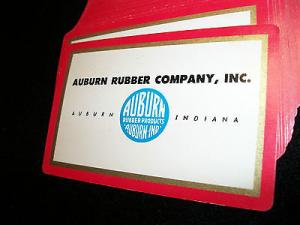 AUBURN RUBBER COMPANY, INC.
AUBURN
RUBBER PRODUCTS
"AUBURN, IND."
AUBURN INDIANA